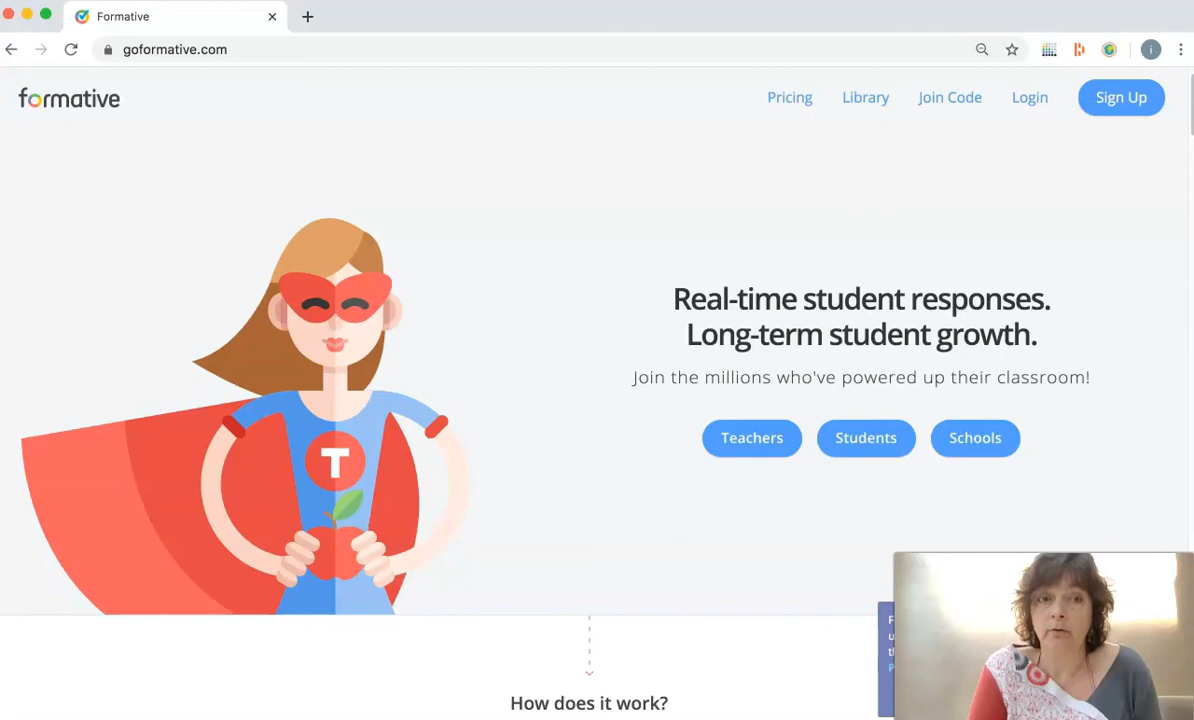 Formative
goformative.com
i
formative
Pricing
Library
Join Code
Login
Sign Up
T
Real-time student responses.
Long-term student growth.
Join the millions who've powered up their classroom!
Teachers
Students
Schools
How does it work?